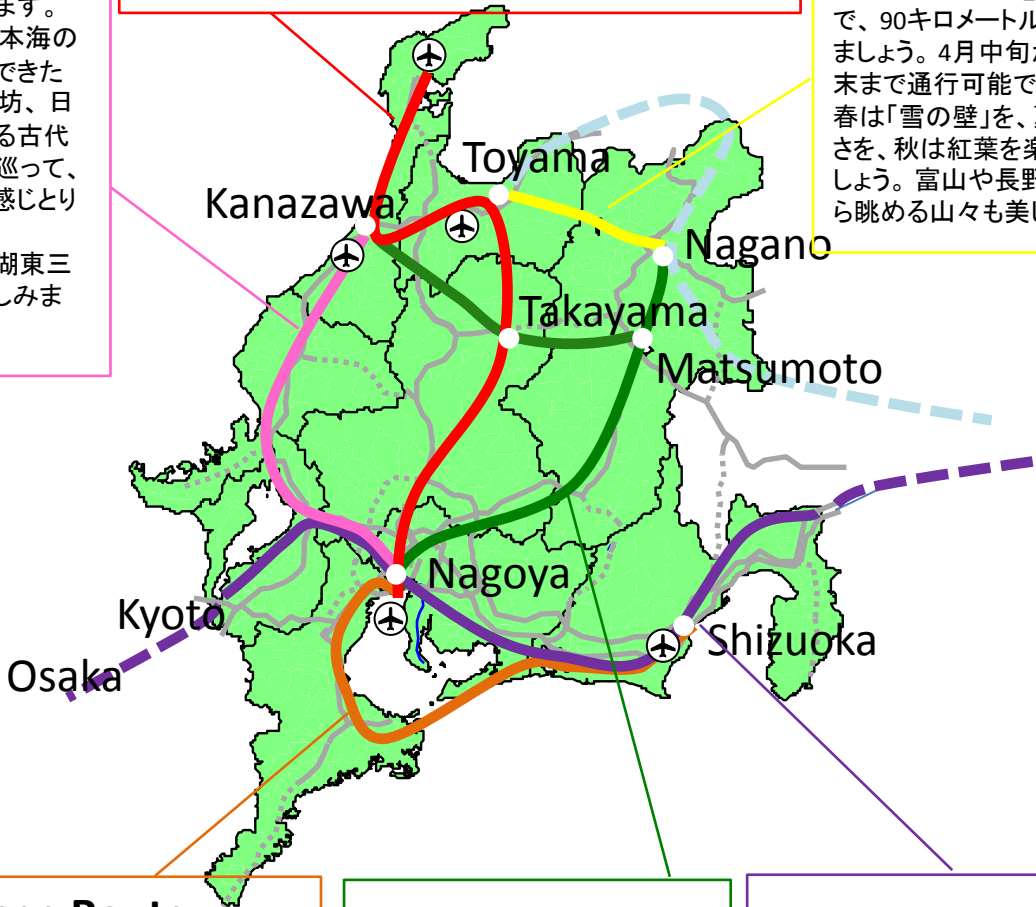 ます。
本海の
できた
坊、日
る古代
巡って、
感じとり
湖東三
しみま
で、90キロメートル
ましょう。4月中旬
末まで通行可能で
春は「雪の壁」を、
さを、秋は紅葉を楽
しょう。富山や長野
ら眺める山々も美
Toyama
Kanazawa
Nagano
Takayama
Matsumoto
Nagoya
Kyoto
Shizuoka
Osaka